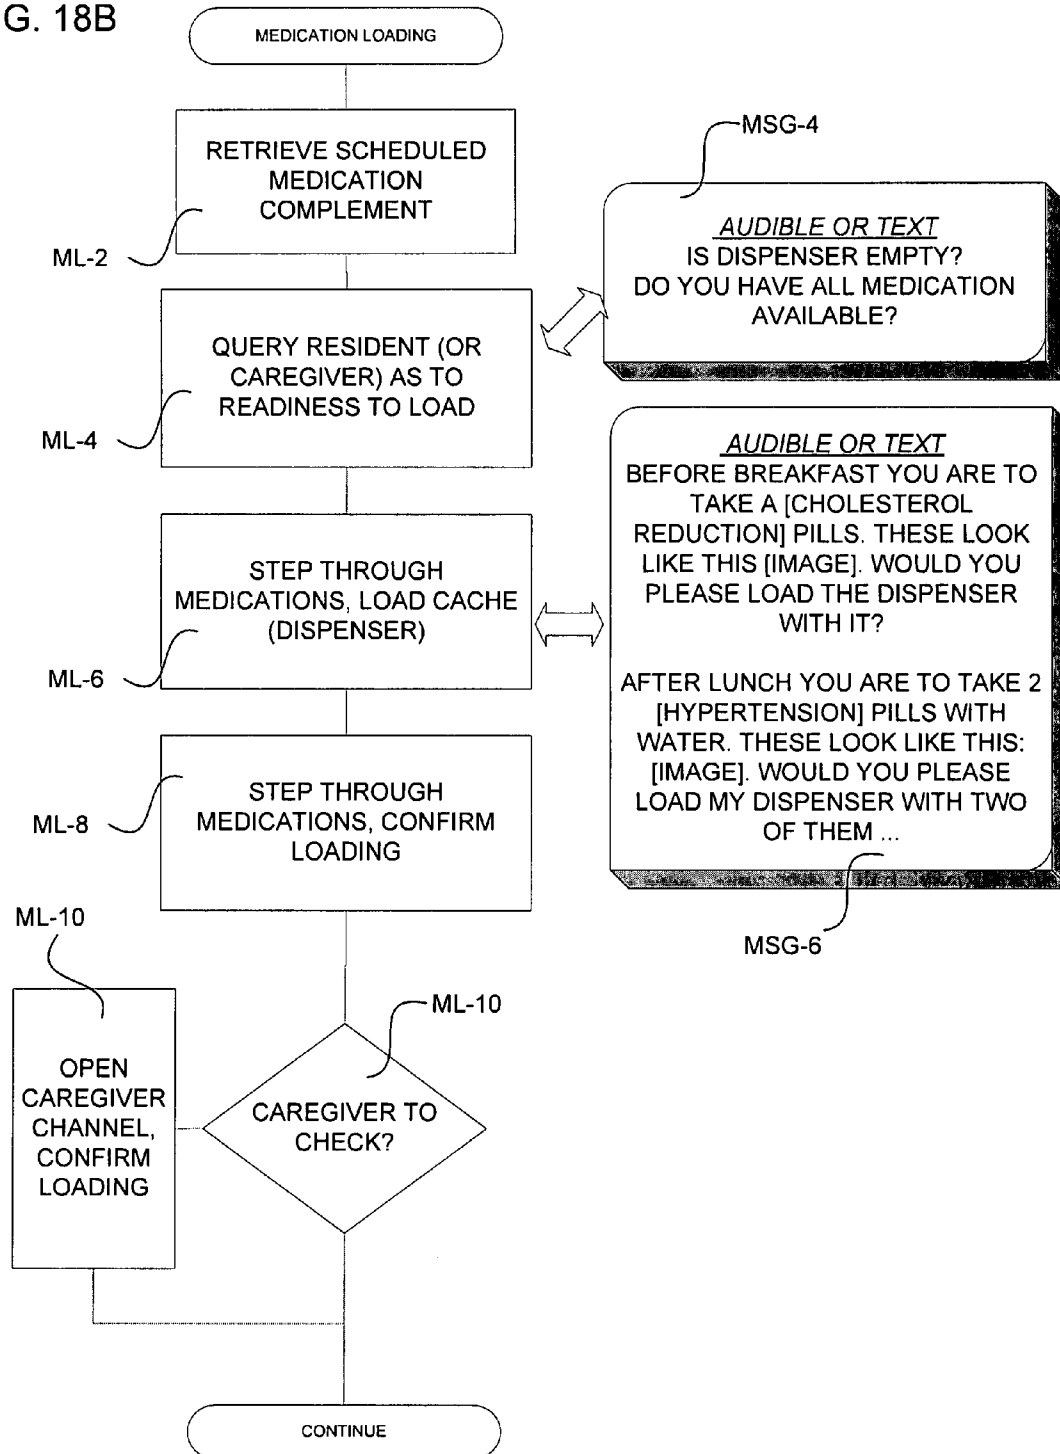 G. 18B
MEDICATION LOADING
RETRIEVE SCHEDULED
MEDICATION
COMPLEMENT
ML-2
MSG-4
AUDIBLE OR TEXT
IS DISPENSER EMPTY?
DO YOU HAVE ALL MEDICATION
AVAILABLE?
QUERY RESIDENT (OR
CAREGIVER) AS TO
READINESS TO LOAD
ML-4
AUDIBLE OR TEXT
BEFORE BREAKFAST YOU ARE TO
TAKE A [CHOLESTEROL
REDUCTION] PILLS. THESE LOOK
LIKE THIS [IMAGE]. WOULD YOU
PLEASE LOAD THE DISPENSER
WITH IT?
AFTER LUNCH YOU ARE TO TAKE 2
[HYPERTENSION] PILLS WITH
WATER. THESE LOOK LIKE THIS:
[IMAGE]. WOULD YOU PLEASE
LOAD MY DISPENSER WITH TWO
OF THEM ...
MSG-6
STEP THROUGH
MEDICATIONS, LOAD CACHE
(DISPENSER)
ML-6
STEP THROUGH
MEDICATIONS, CONFIRM
LOADING
ML-8
ML-10
OPEN
CAREGIVER
CHANNEL,
CONFIRM
LOADING
ML-10
CAREGIVER TO
CHECK?
CONTINUE